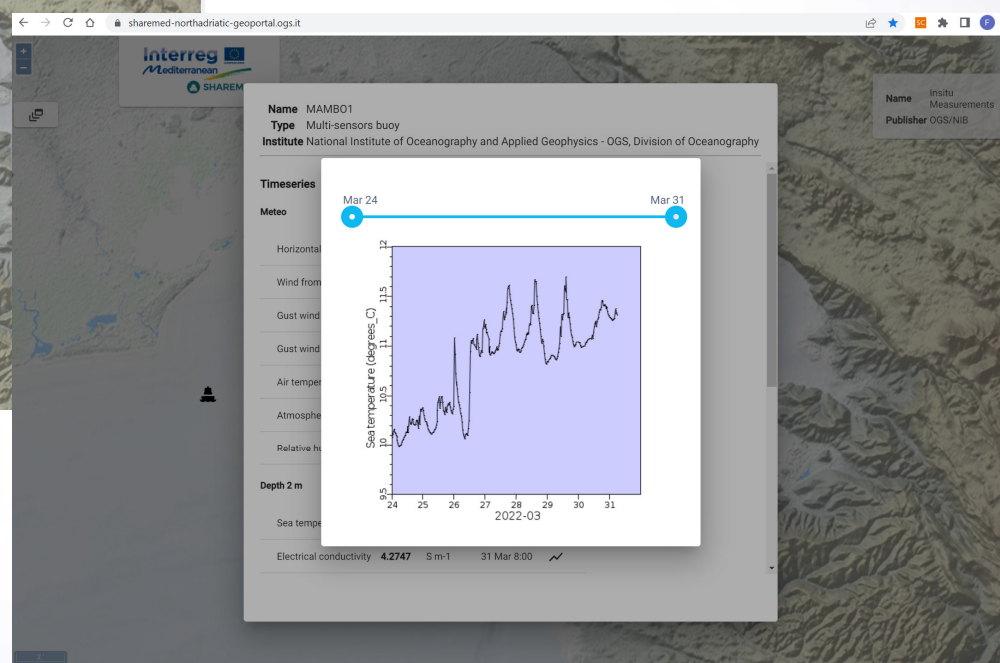 sharemed-northadriatic-geoportal.ogs.it
SC
F
+
−
Interreg
Mediterranean
SHAREM
Name Insitu Measurements
Publisher OGS/NIB
Name MAMBO1
Type Multi-sensors buoy
Institute National Institute of Oceanography and Applied Geophysics - OGS, Division of Oceanography
Timeseries
Meteo
Horizontal
Wind from
Gust wind
Gust wind
Air temper
Atmosphe
Relative hu
Depth 2 m
Sea tempe
Electrical conductivity 4.2747 S m-1 31 Mar 8:00
Mar 24 Mar 31
Sea temperature (degrees_C)
12
11.5
11
10.5
10
9.5
24 25 26 27 28 29 30 31
2022-03